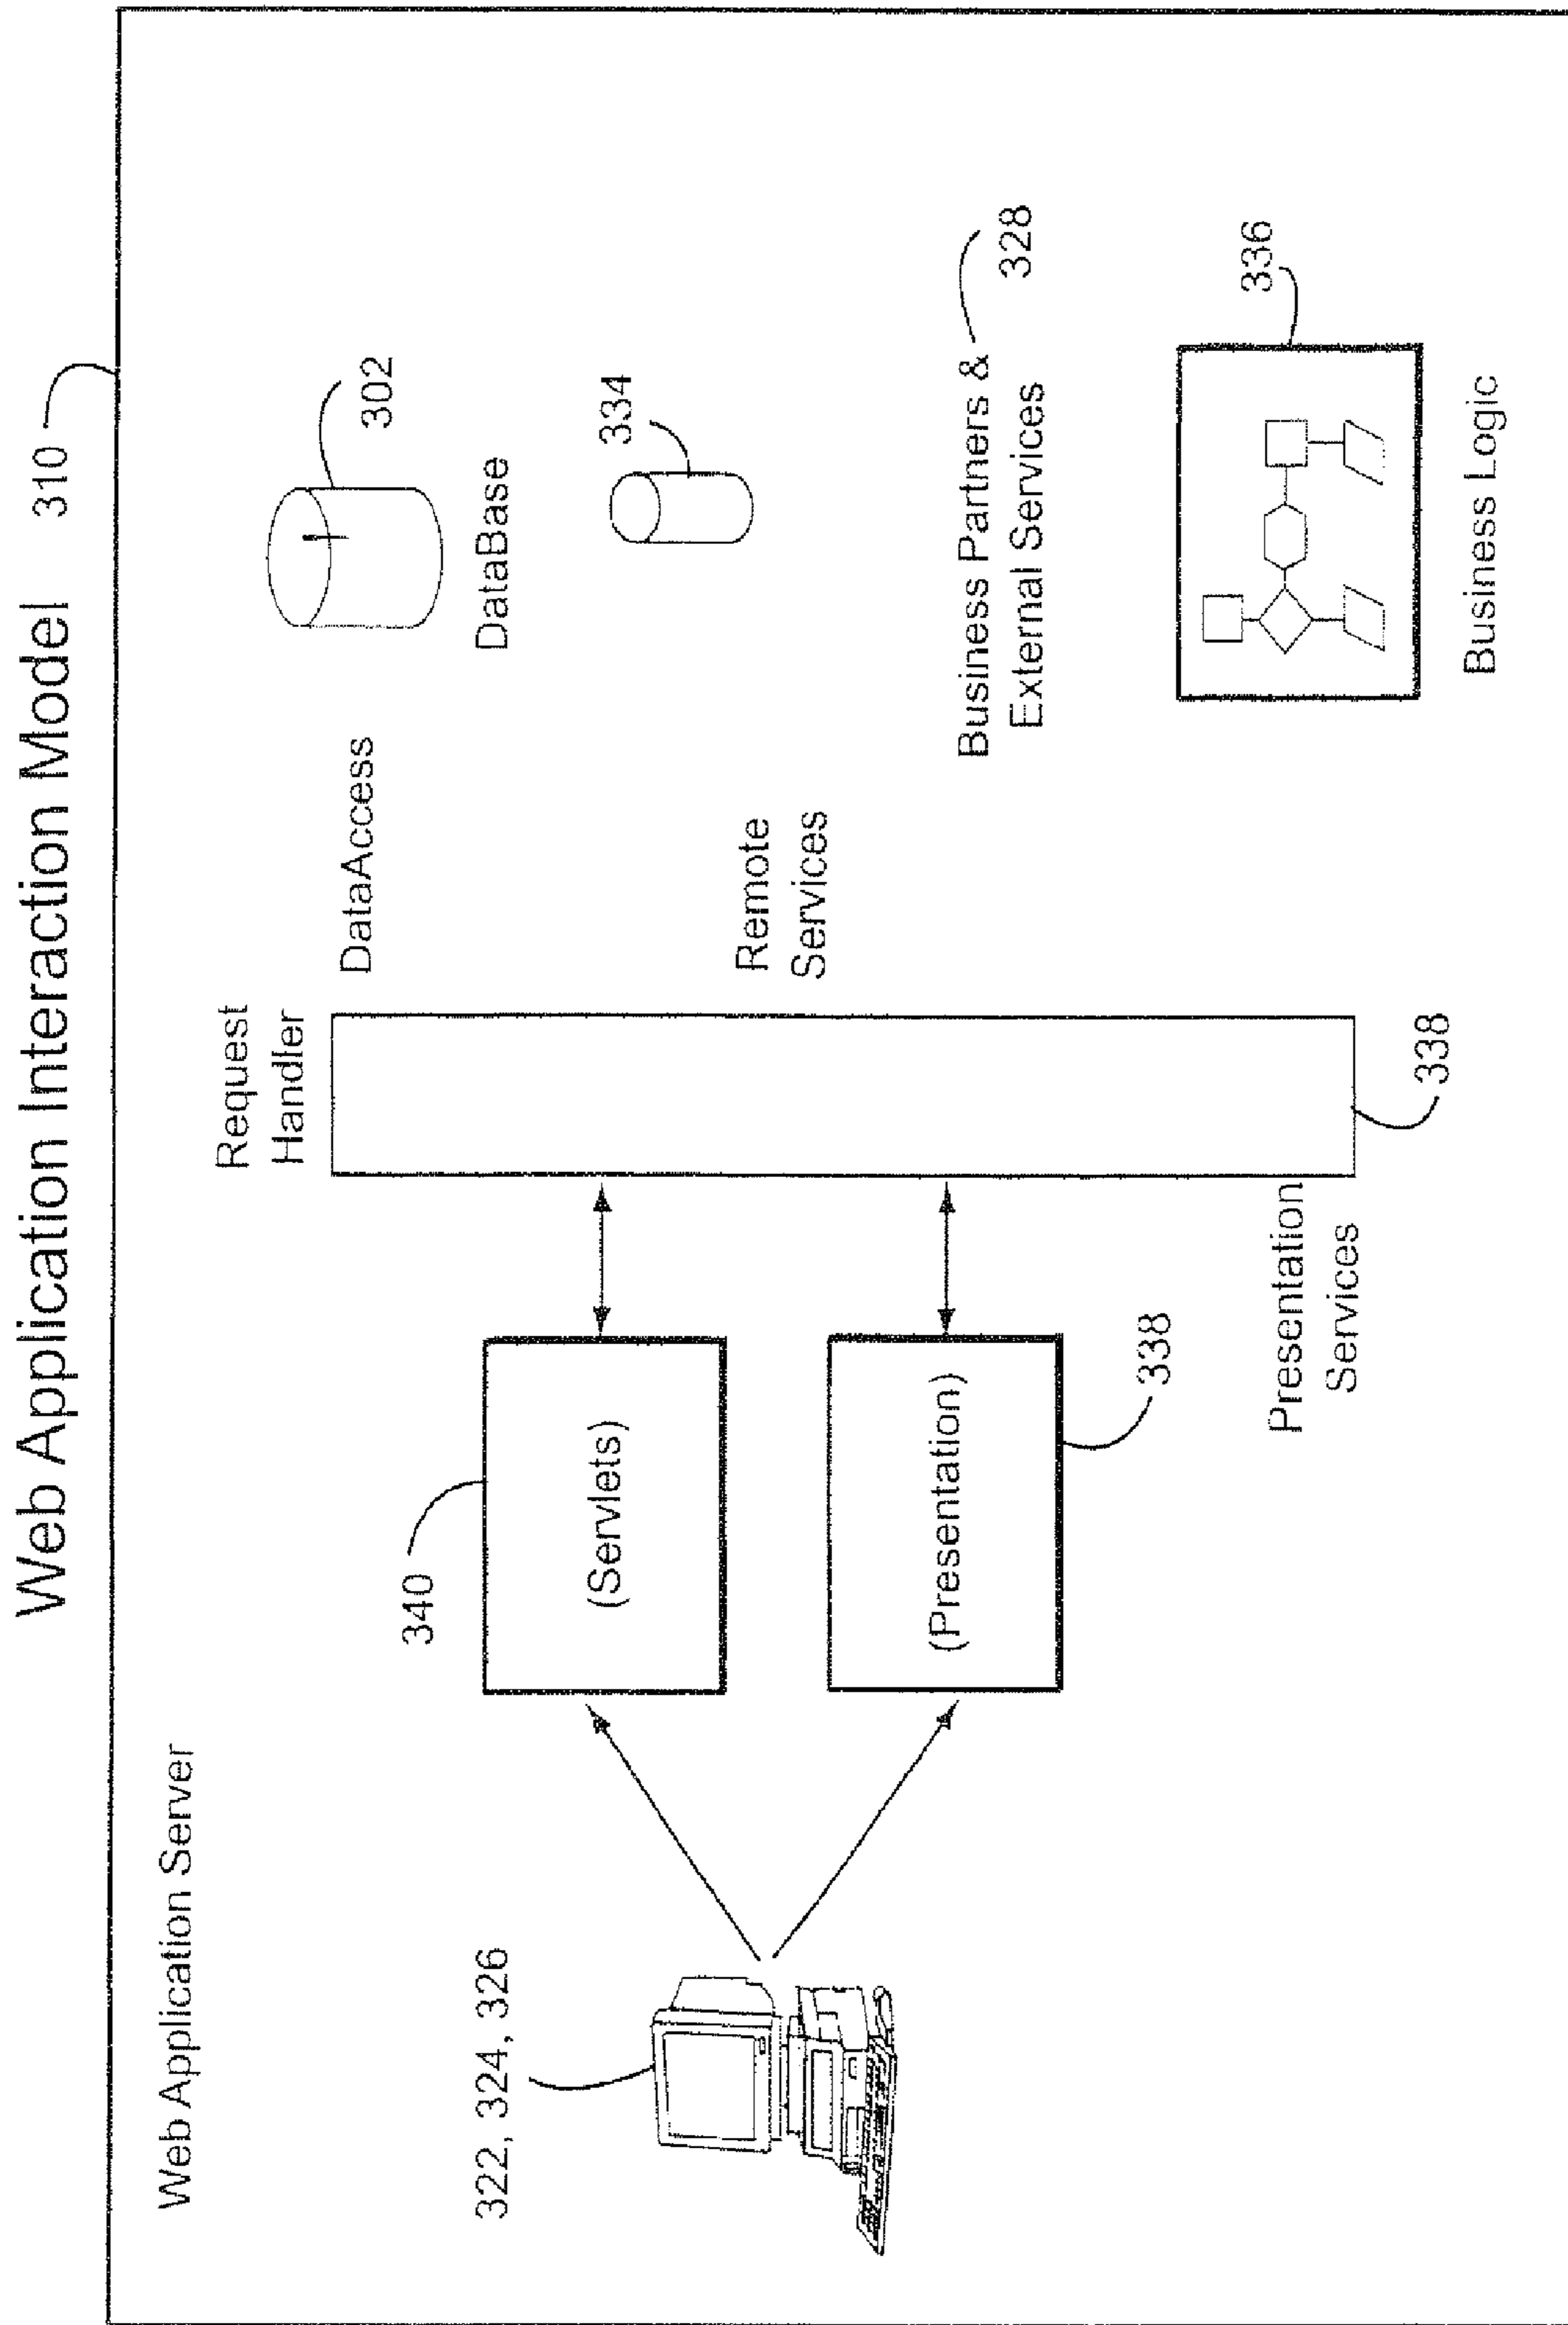 Web Application Interaction Model
310
Web Application Server
Request
Handler
DataAccess
302
DataBase
322, 324, 326
340
(Servlets)
334
Remote
Services
(Presentation)
338
Business Partners &
External Services
328
336
Presentation
Services
338
Business Logic